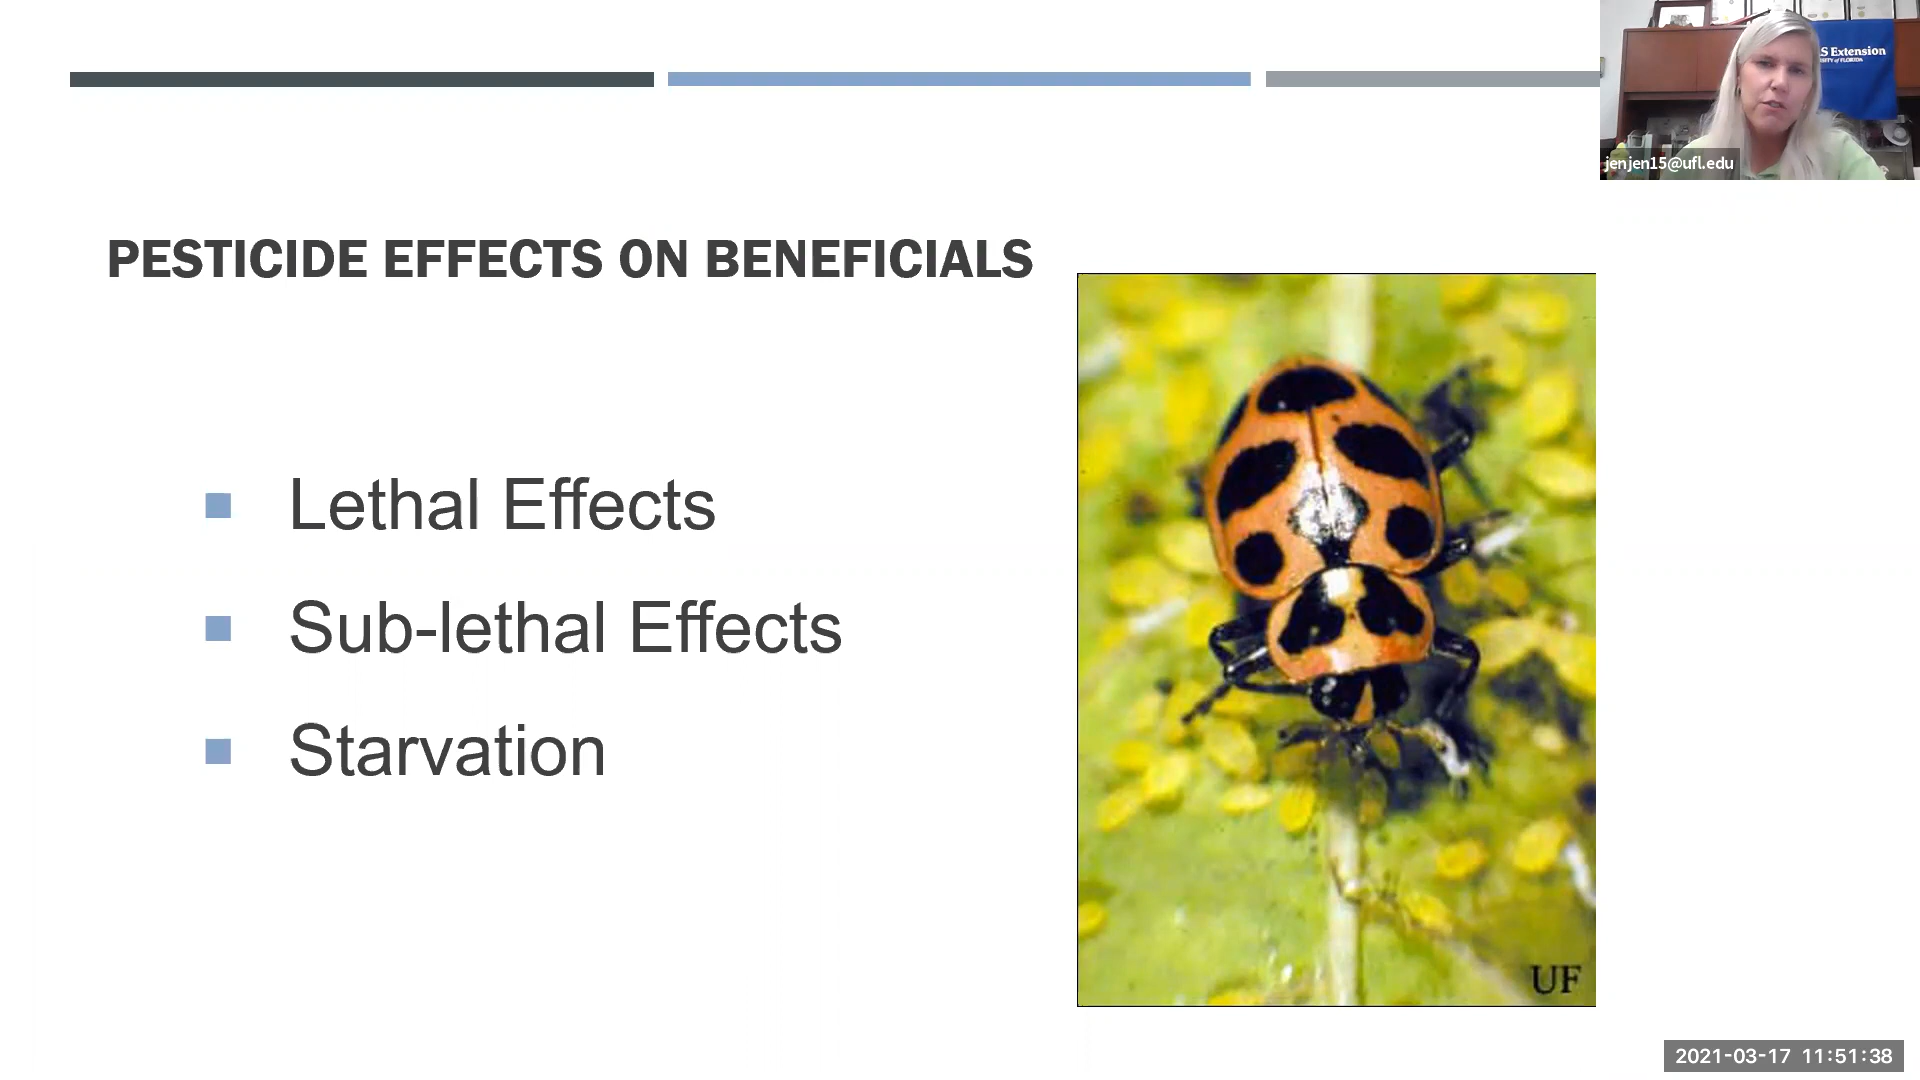 S Extension
jenjen15@ufl.edu
PESTICIDE EFFECTS ON BENEFICIALS
Lethal Effects
Sub-lethal Effects
Starvation
UF
2021-03-17 11:51:38